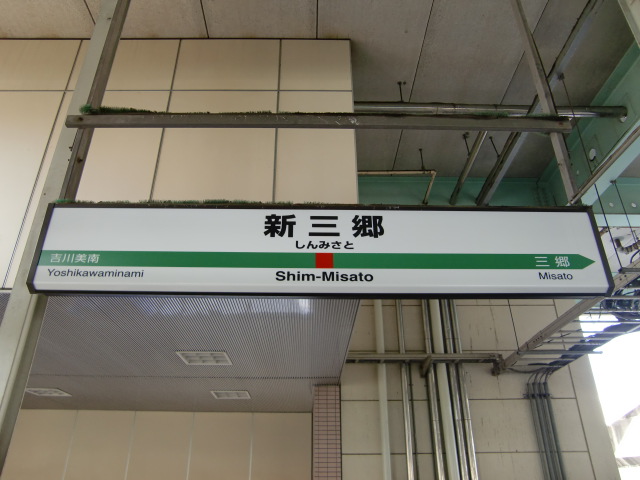 新三郷
しんみさと
吉川美南
三郷
Yoshikawaminami
Shim-Misato
Misato